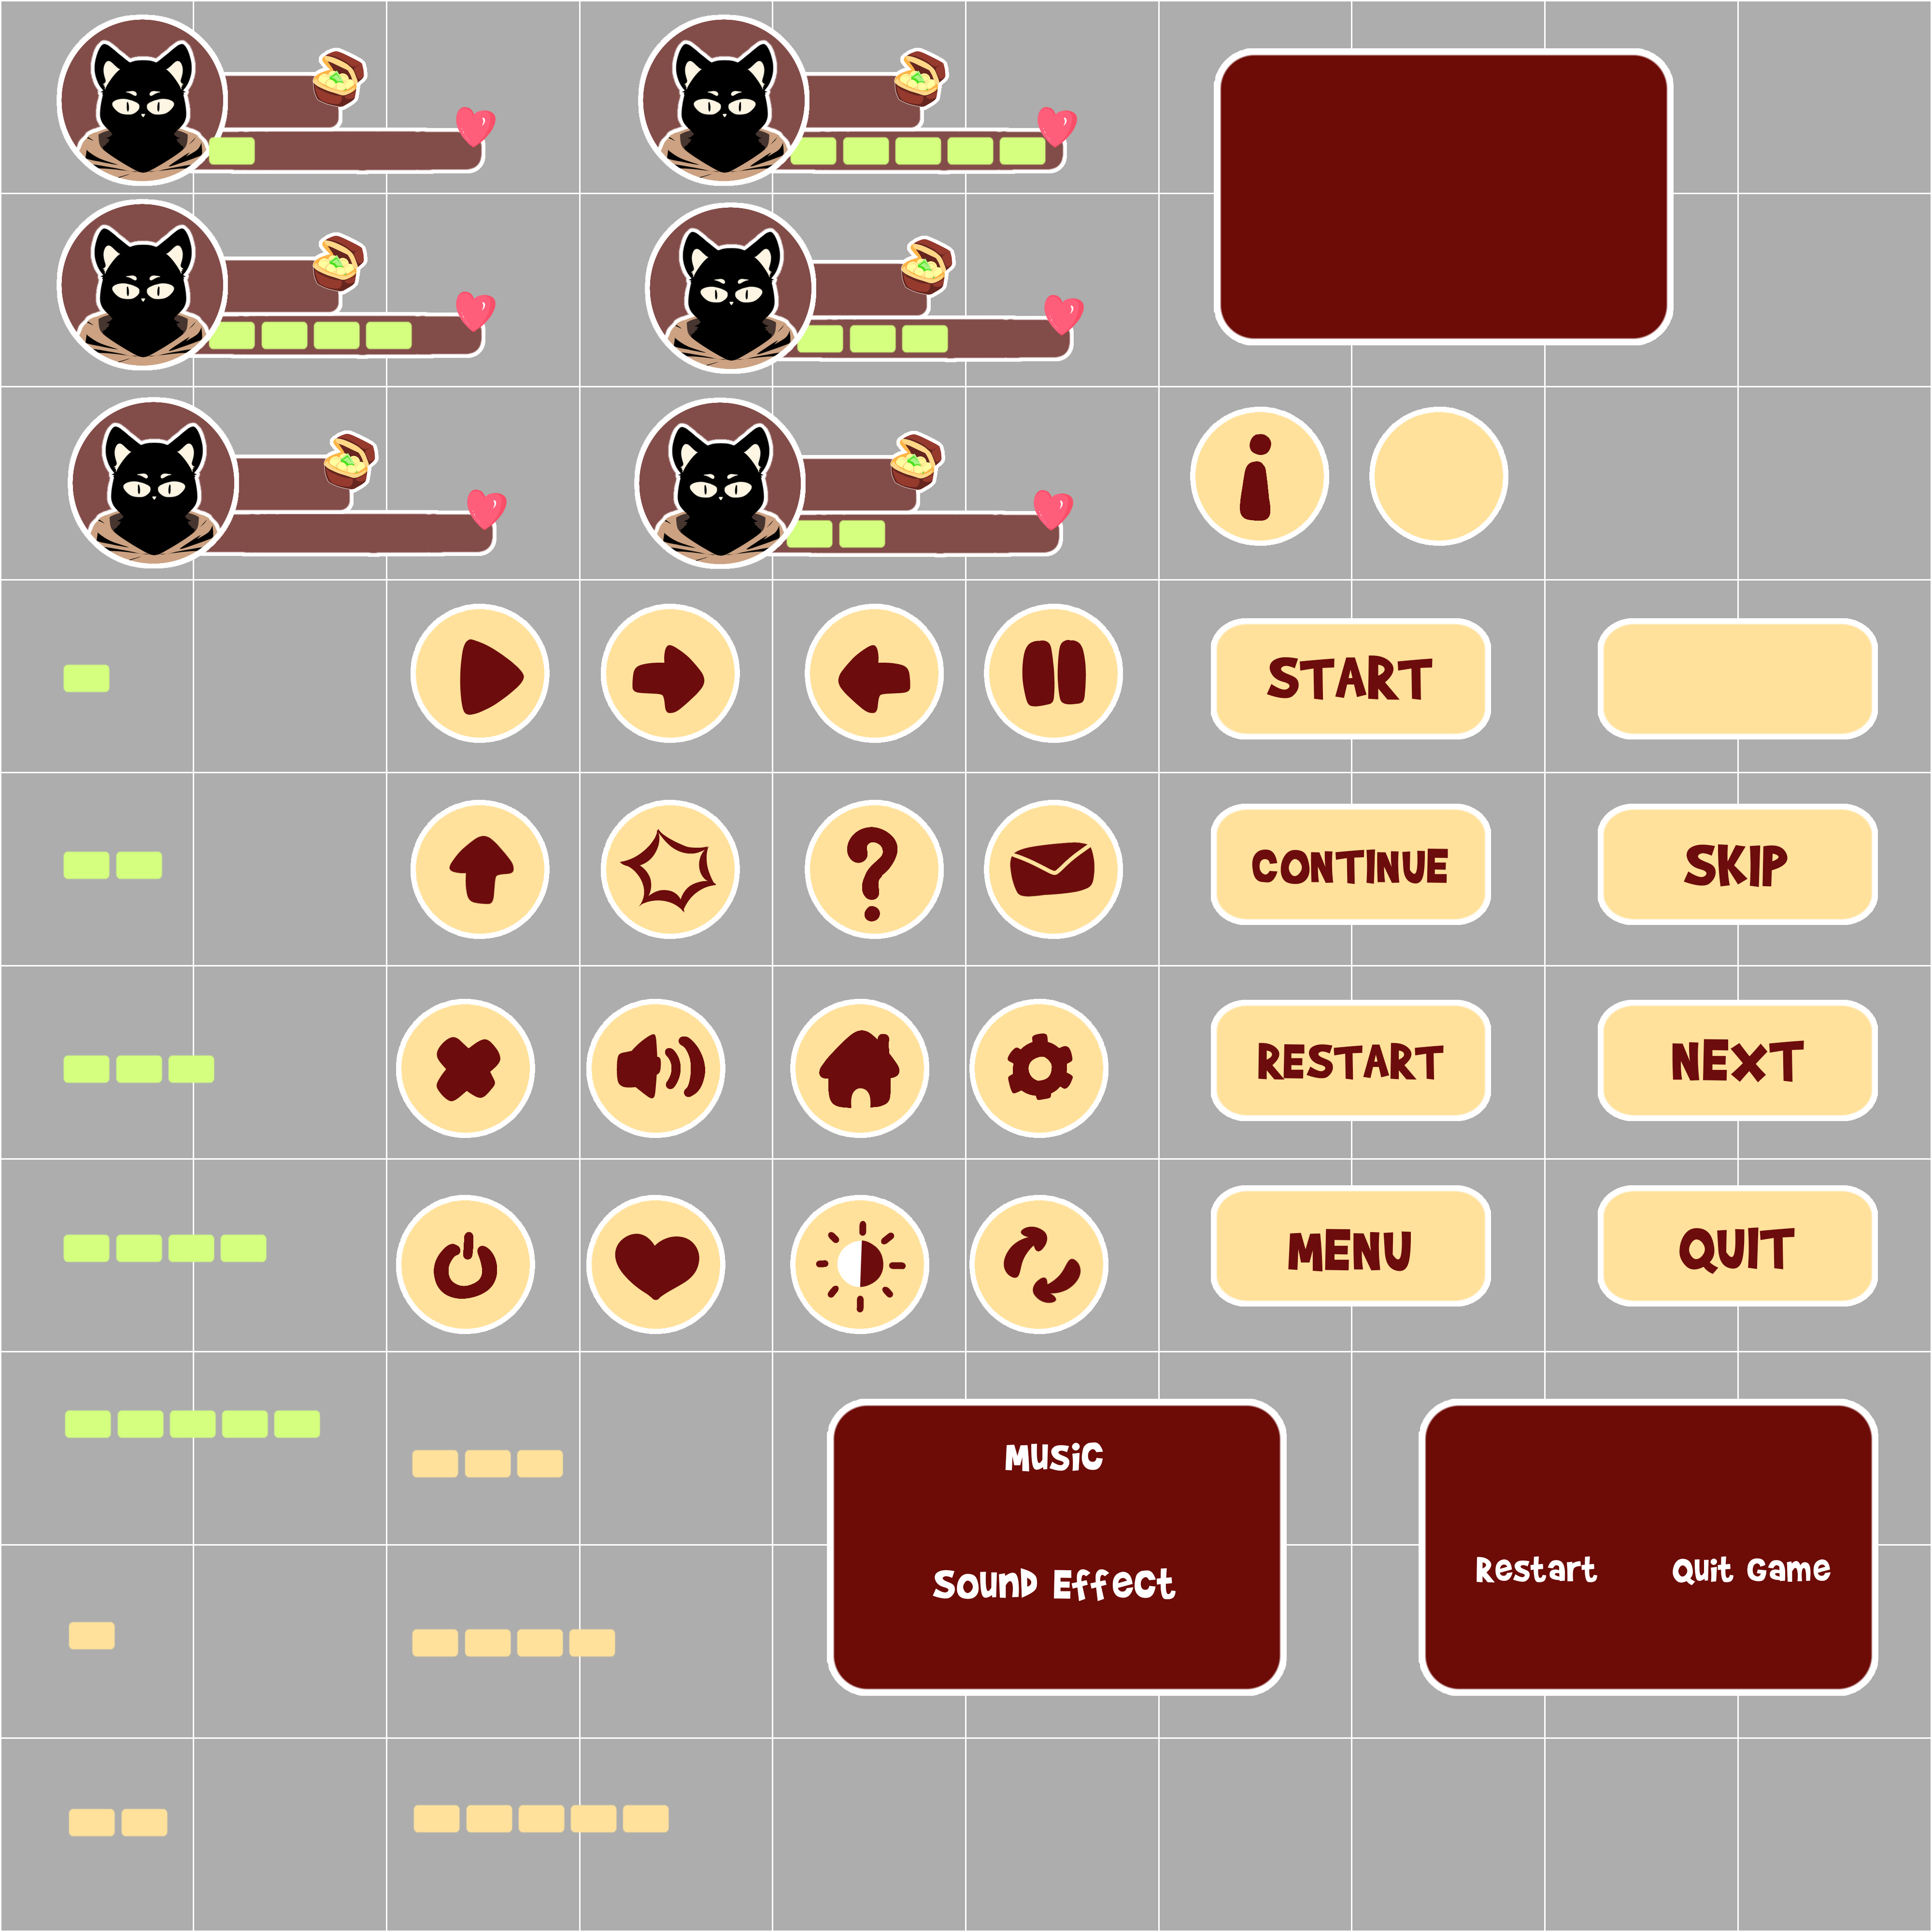 START
CONTINUE
SKIP
RESTART
NEXT
MENU
QUIT
Music
Sound Effect
Restart
Quit Game